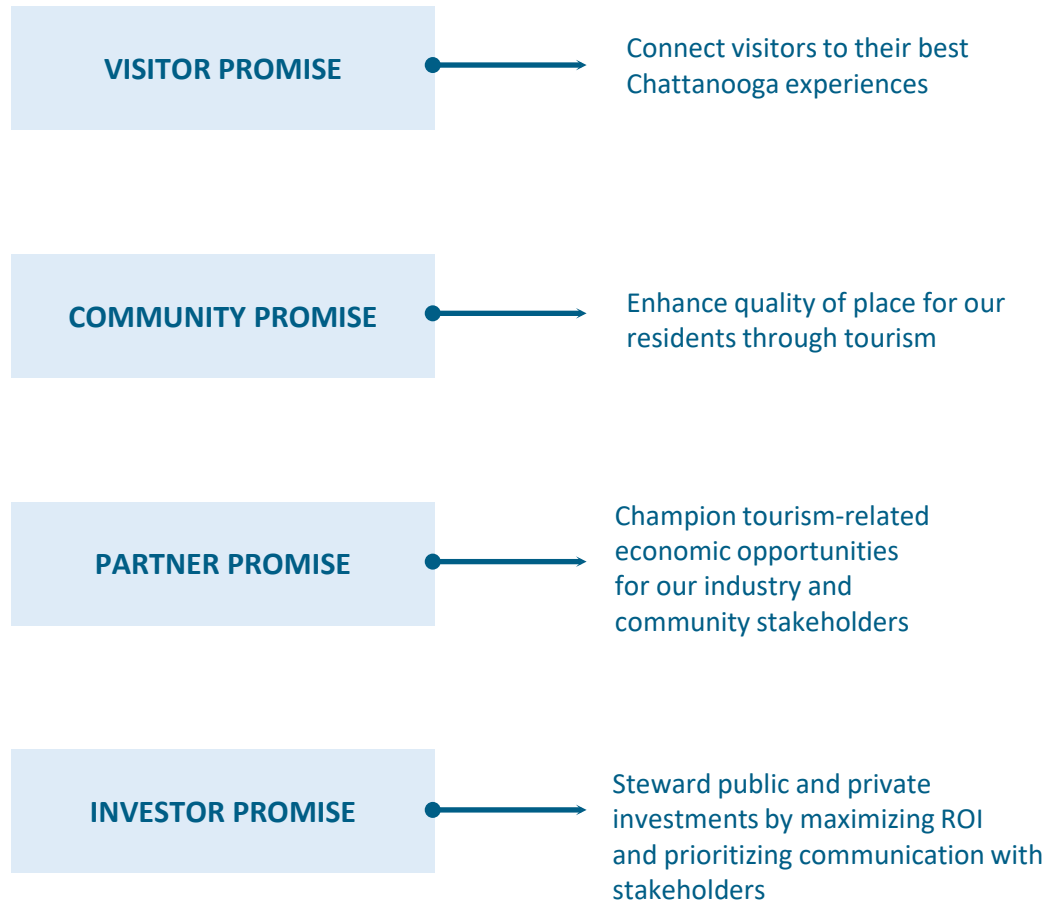 VISITOR PROMISE
Connect visitors to their best
Chattanooga experiences
COMMUNITY PROMISE
Enhance quality of place for our
residents through tourism
PARTNER PROMISE
Champion tourism-related
economic opportunities
for our industry and
community stakeholders
INVESTOR PROMISE
Steward public and private
investments by maximizing ROI
and prioritizing communication with
stakeholders